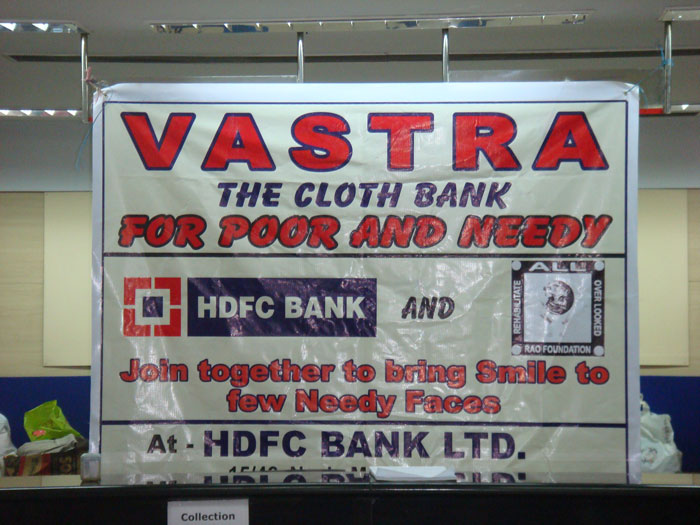 VASTRA
THE CLOTH BANK
FOR POOR AND NEEDY
HDFC BANK AND
ALU
REHABILITATE
OVER LOOKED
RAO FOUNDATION
Join together to bring Smile to
few Needy Faces
At - HDFC BANK LTD.
Collection